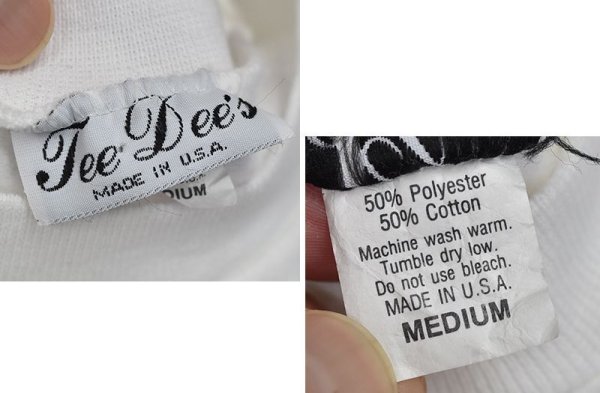 Tee Dee's
MADE IN U.S.A.
DIUM
50% Polyester
50% Cotton
Machine wash warm.
Tumble dry low.
Do not use bleach.
MADE IN U.S.A.
MEDIUM